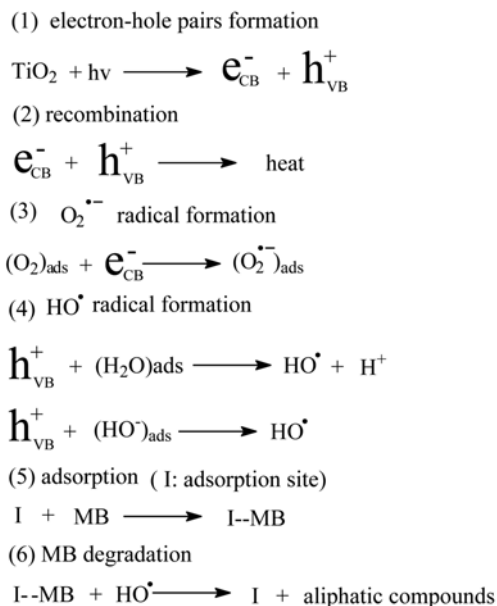 (1) electron-hole pairs formation
TiO₂ + hv ⟶ e⁻CB + h⁺VB
(2) recombination
e⁻CB + h⁺VB ⟶ heat
(3) O₂•⁻ radical formation
(O₂)ads + e⁻CB ⟶ (O₂•⁻)ads
(4) HO• radical formation
h⁺VB + (H₂O)ads ⟶ HO• + H⁺
h⁺VB + (HO⁻)ads ⟶ HO•
(5) adsorption ( I: adsorption site)
I + MB ⟶ I--MB
(6) MB degradation
I--MB + HO• ⟶ I + aliphatic compounds